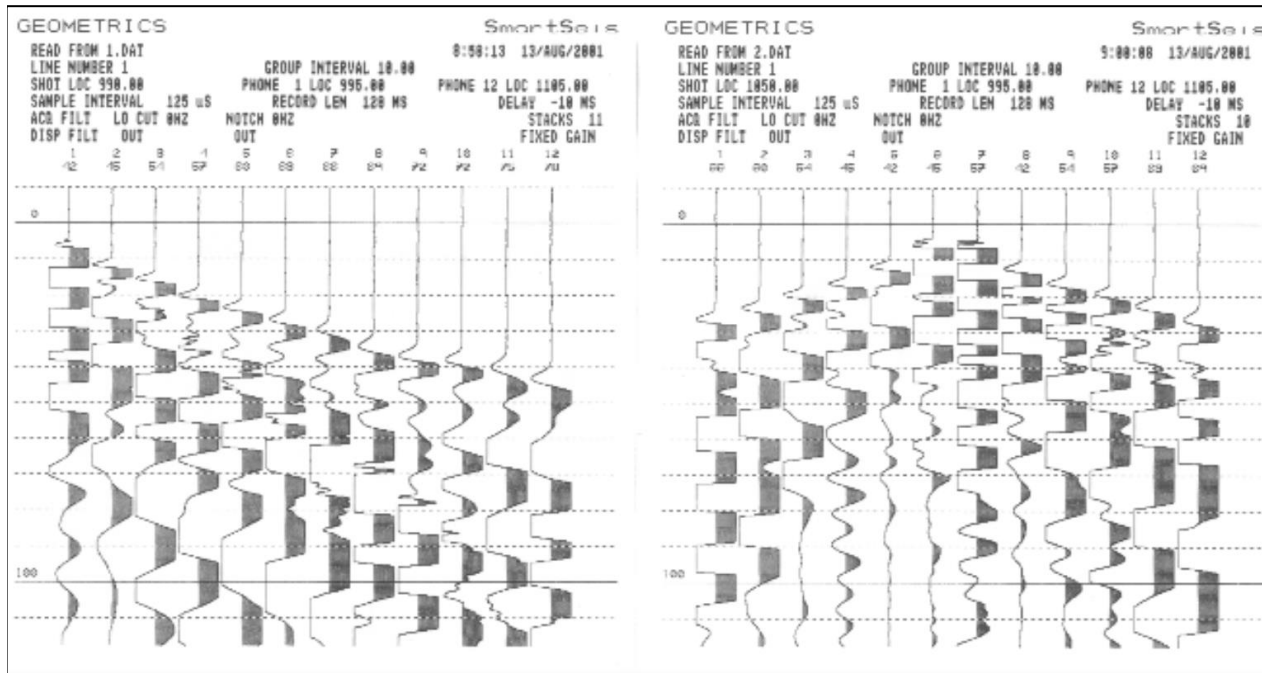 GEOMETRICS
SmartSeis
READ FROM 1.DAT
8:58:13 13/AUG/2001
LINE NUMBER 1
GROUP INTERVAL 10.00
SHOT LOC 990.00
PHONE 1 LOC 995.00
PHONE 12 LOC 1105.00
SAMPLE INTERVAL 125 uS
RECORD LEN 128 MS
DELAY -10 MS
ACQ FILT LO CUT 0HZ NOTCH 0HZ
STACKS 11
DISP FILT OUT OUT
FIXED GAIN
1 2 3 4 5 6 7 8 9 10 11 12
0
100
GEOMETRICS
SmartSeis
READ FROM 2.DAT
9:00:08 13/AUG/2001
LINE NUMBER 1
GROUP INTERVAL 10.00
SHOT LOC 1050.00
PHONE 1 LOC 995.00
PHONE 12 LOC 1105.00
SAMPLE INTERVAL 125 uS
RECORD LEN 128 MS
DELAY -10 MS
ACQ FILT LO CUT 0HZ NOTCH 0HZ
STACKS 10
DISP FILT OUT OUT
FIXED GAIN
1 2 3 4 5 6 7 8 9 10 11 12
0
100